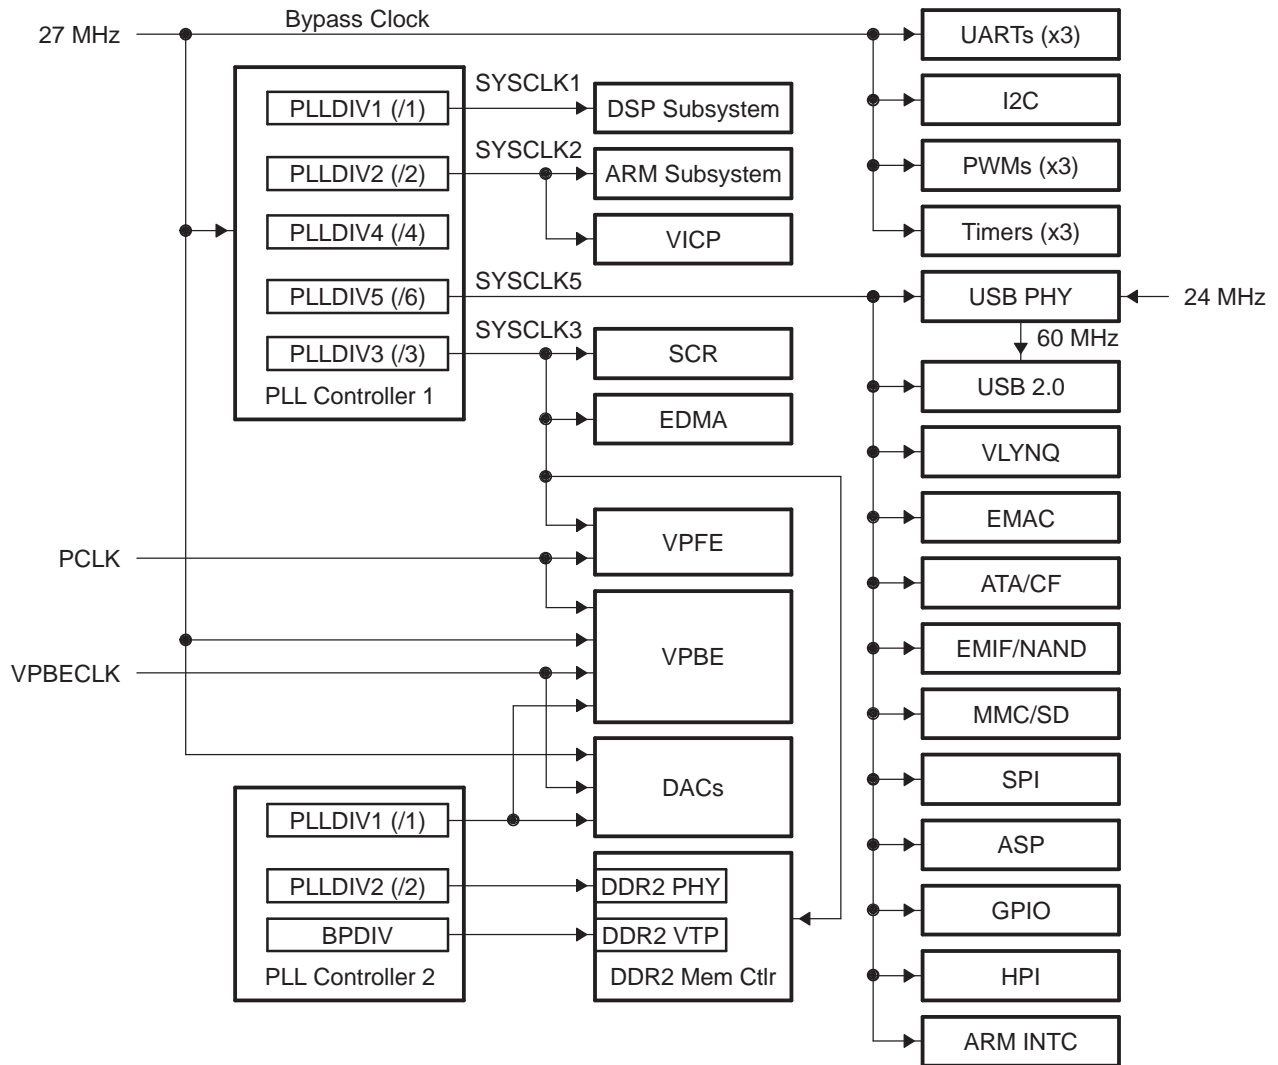 Bypass Clock
27 MHz
UARTs (x3)
I2C
PWMs (x3)
Timers (x3)
SYSCLK1
PLLDIV1 (/1)
DSP Subsystem
SYSCLK2
PLLDIV2 (/2)
ARM Subsystem
PLLDIV4 (/4)
VICP
SYSCLK5
PLLDIV5 (/6)
SYSCLK3
PLLDIV3 (/3)
SCR
PLL Controller 1
EDMA
USB PHY
24 MHz
60 MHz
USB 2.0
VLYNQ
EMAC
ATA/CF
EMIF/NAND
MMC/SD
SPI
ASP
GPIO
HPI
ARM INTC
PCLK
VPFE
VPBE
VPBECLK
DACs
PLLDIV1 (/1)
PLLDIV2 (/2)
DDR2 PHY
BPDIV
DDR2 VTP
PLL Controller 2
DDR2 Mem Ctlr